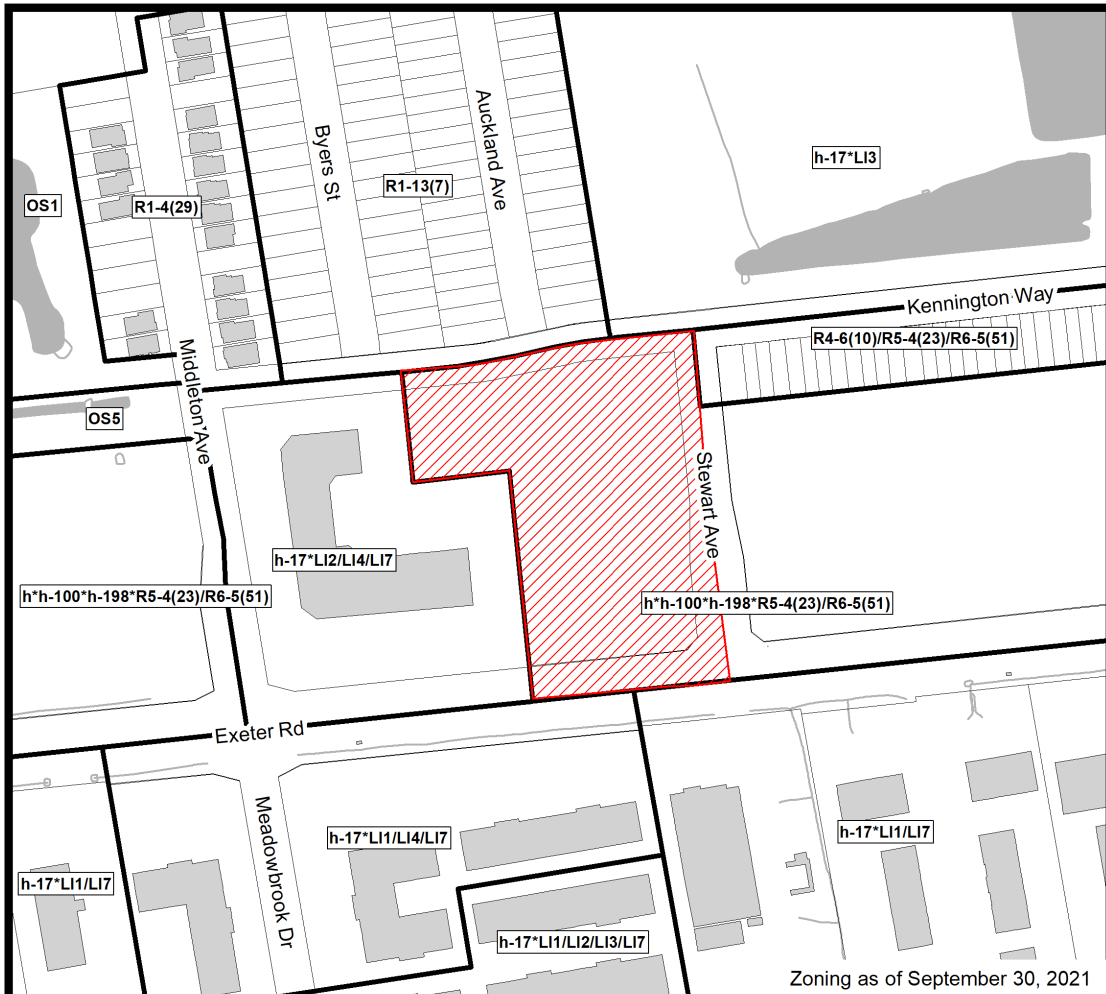 Byers St
Auckland Ave
h-17*LI3
R1-13(7)
OS1
R1-4(29)
Kennington Way
R4-6(10)/R5-4(23)/R6-5(51)
Middleton Ave
OS5
Stewart Ave
h-17*LI2/LI4/LI7
h*h-100*h-198*R5-4(23)/R6-5(51)
h*h-100*h-198*R5-4(23)/R6-5(51)
Exeter Rd
Meadowbrook Dr
h-17*LI1/LI4/LI7
h-17*LI1/LI7
h-17*LI1/LI7
h-17*LI1/LI2/LI3/LI7
Zoning as of September 30, 2021